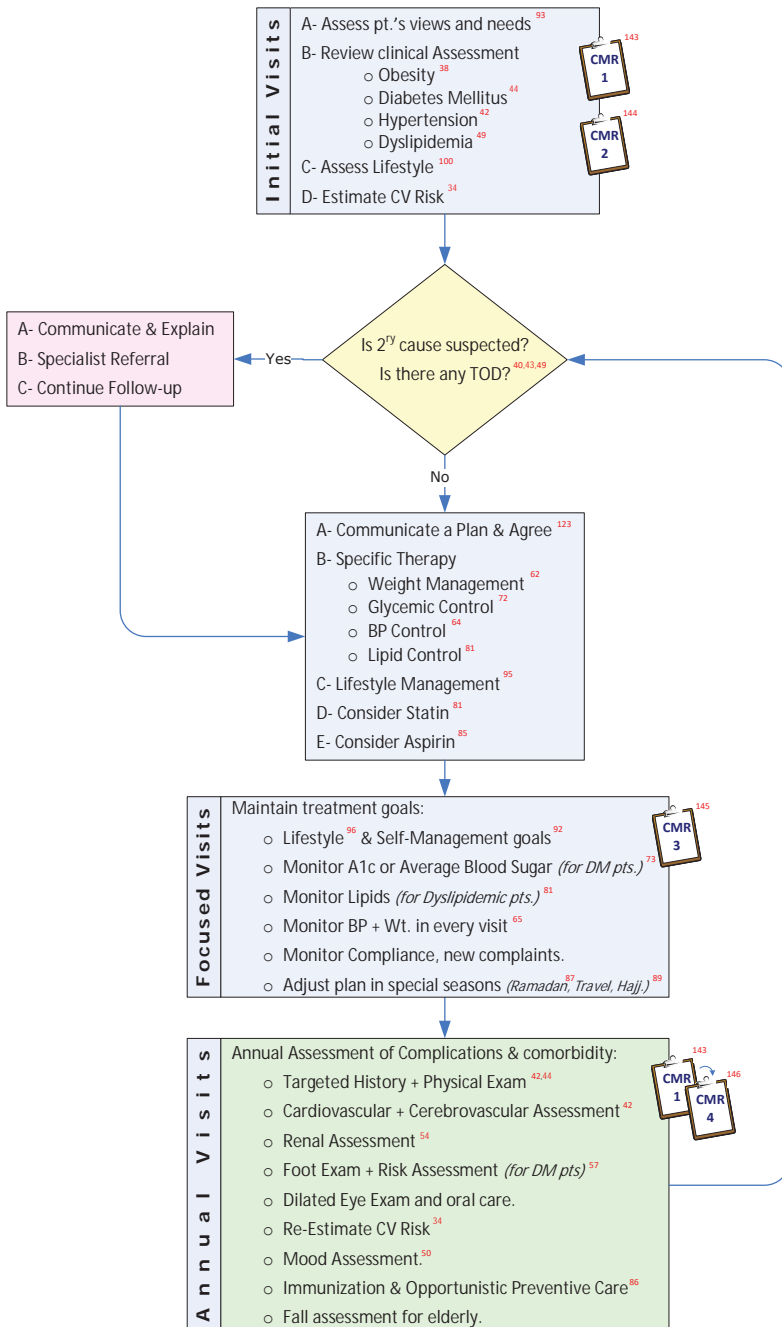 Initial Visits
A- Assess pt.'s views and needs 93
B- Review clinical Assessment
o Obesity 38
o Diabetes Mellitus 44
o Hypertension 42
o Dyslipidemia 49
C- Assess Lifestyle 100
D- Estimate CV Risk 34
143
CMR
1
144
CMR
2
Is 2ry cause suspected?
Is there any TOD? 40,43,49
Yes
A- Communicate & Explain
B- Specialist Referral
C- Continue Follow-up
No
A- Communicate a Plan & Agree 123
B- Specific Therapy
o Weight Management 62
o Glycemic Control 72
o BP Control 64
o Lipid Control 81
C- Lifestyle Management 95
D- Consider Statin 81
E- Consider Aspirin 85
Focused Visits
Maintain treatment goals:
o Lifestyle 96 & Self-Management goals 92
o Monitor A1c or Average Blood Sugar (for DM pts.) 73
o Monitor Lipids (for Dyslipidemic pts.) 81
o Monitor BP + Wt. in every visit 65
o Monitor Compliance, new complaints.
o Adjust plan in special seasons (Ramadan 87, Travel, Hajj.) 89
145
CMR
3
Annual Visits
Annual Assessment of Complications & comorbidity:
o Targeted History + Physical Exam 42,44
o Cardiovascular + Cerebrovascular Assessment 42
o Renal Assessment 54
o Foot Exam + Risk Assessment (for DM pts) 57
o Dilated Eye Exam and oral care.
o Re-Estimate CV Risk 34
o Mood Assessment. 50
o Immunization & Opportunistic Preventive Care 86
o Fall assessment for elderly.
143
CMR
1
146
CMR
4